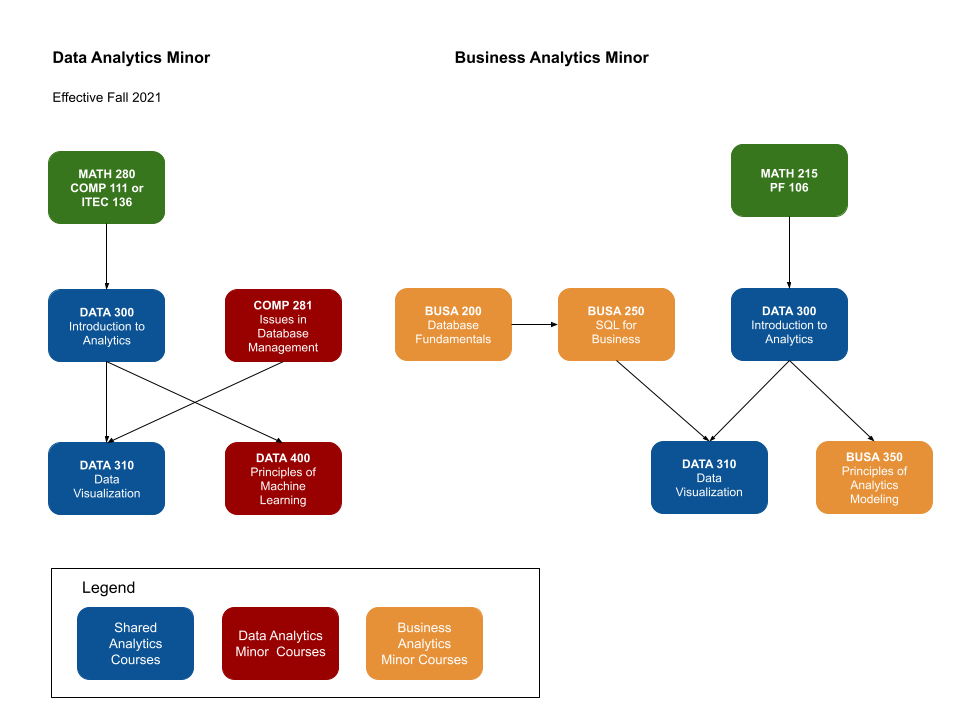 Data Analytics Minor
Business Analytics Minor
Effective Fall 2021
MATH 280
COMP 111 or
ITEC 136
MATH 215
PF 106
DATA 300
Introduction to
Analytics
COMP 281
Issues in
Database
Management
BUSA 200
Database
Fundamentals
BUSA 250
SQL for
Business
DATA 300
Introduction to
Analytics
DATA 310
Data
Visualization
DATA 400
Principles of
Machine
Learning
DATA 310
Data
Visualization
BUSA 350
Principles of
Analytics
Modeling
Legend
Shared
Analytics
Courses
Data Analytics
Minor  Courses
Business
Analytics
Minor Courses